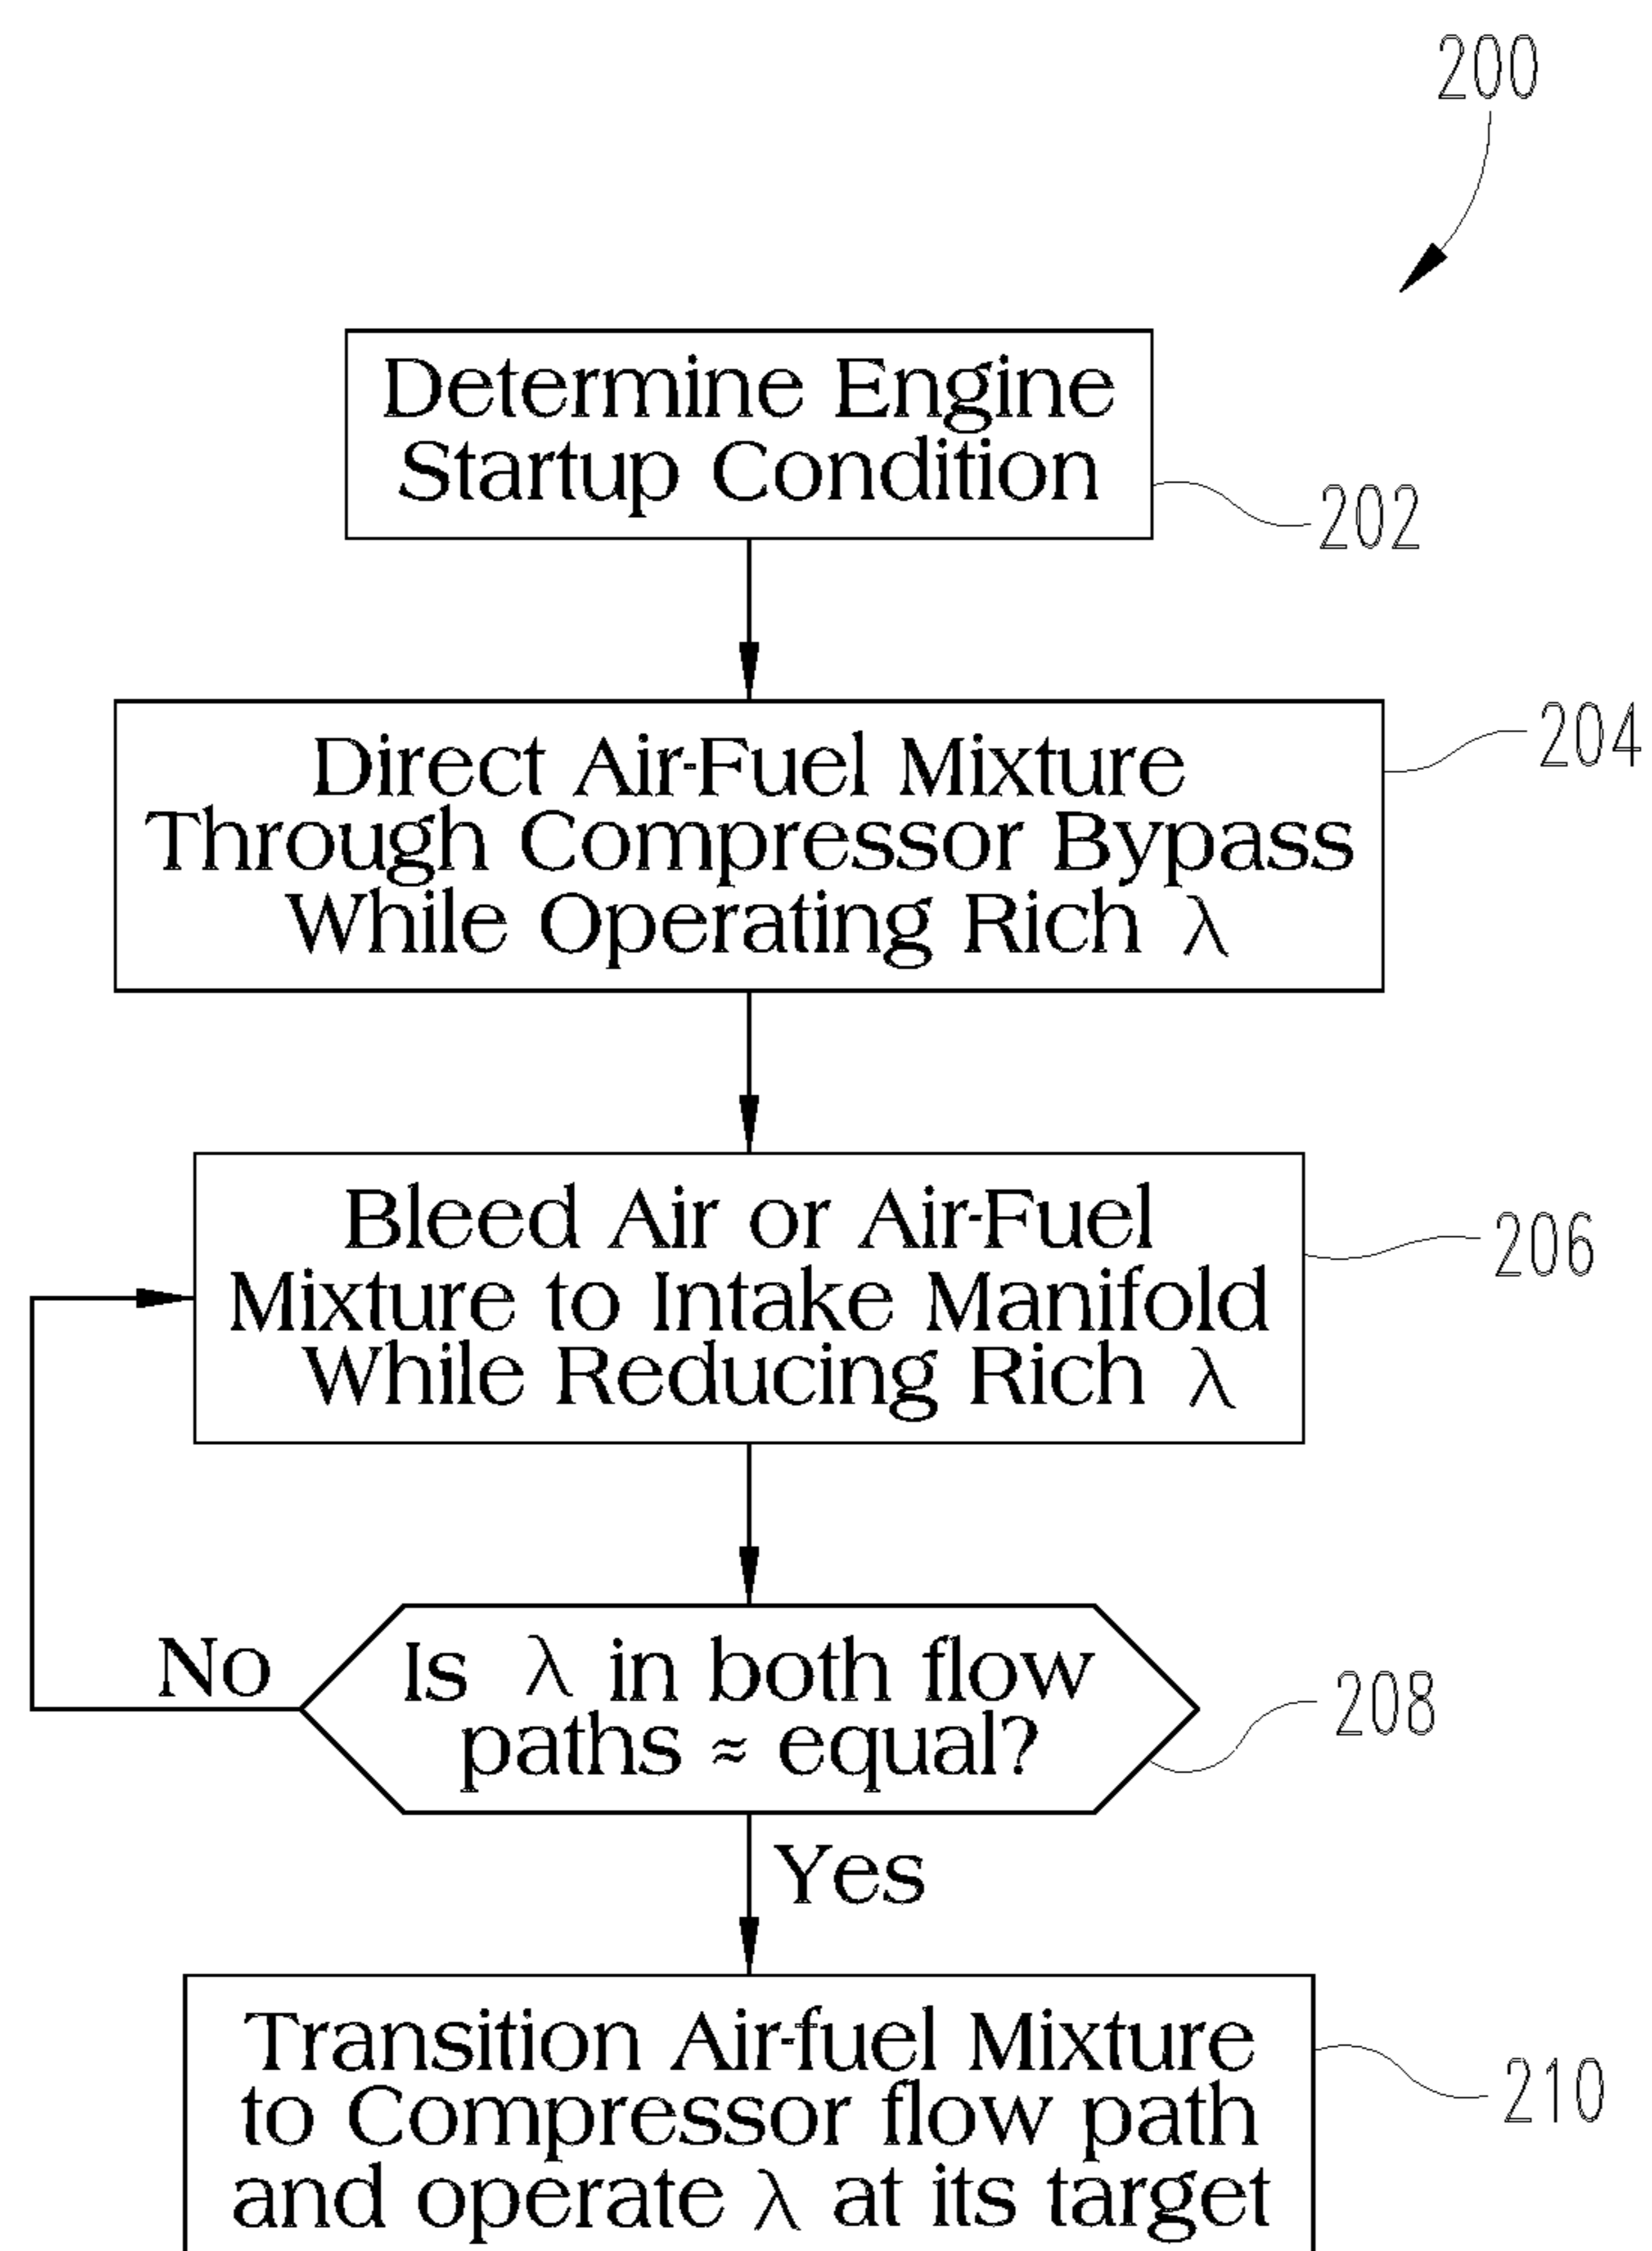 200
Determine Engine
Startup Condition
202
Direct Air-Fuel Mixture
Through Compressor Bypass
While Operating Rich λ
204
Bleed Air or Air-Fuel
Mixture to Intake Manifold
While Reducing Rich λ
206
No
Is λ in both flow
paths ≈ equal?
208
Yes
Transition Air-fuel Mixture
to Compressor flow path
and operate λ at its target
210